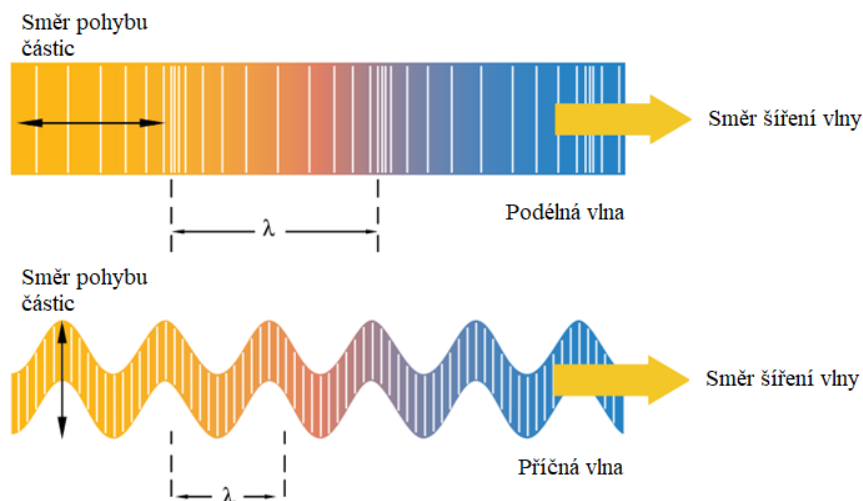 Směr pohybu
částic
Směr šíření vlny
Podélná vlna
λ
Směr pohybu
částic
Směr šíření vlny
Příčná vlna
λ